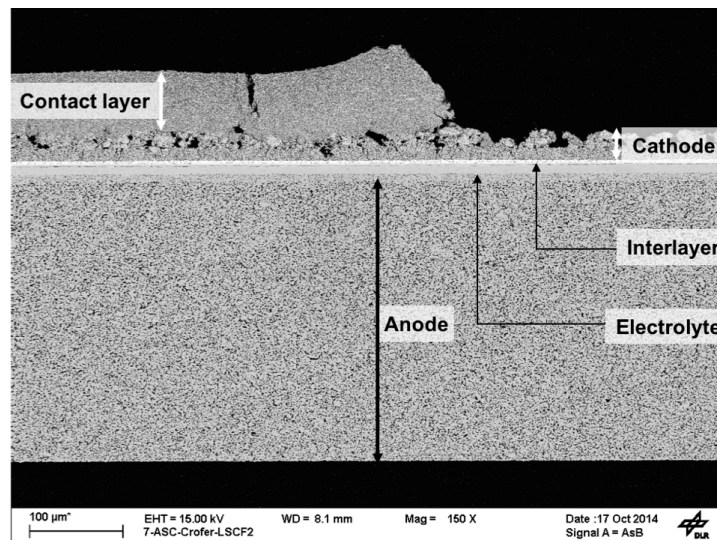 Contact layer
Cathode
Interlayer
Anode
Electrolyte
100 µm*
EHT = 15.00 kV
WD = 8.1 mm
Mag = 150 X
Date :17 Oct 2014
7-ASC-Crofer-LSCF2
Signal A = AsB
DLR